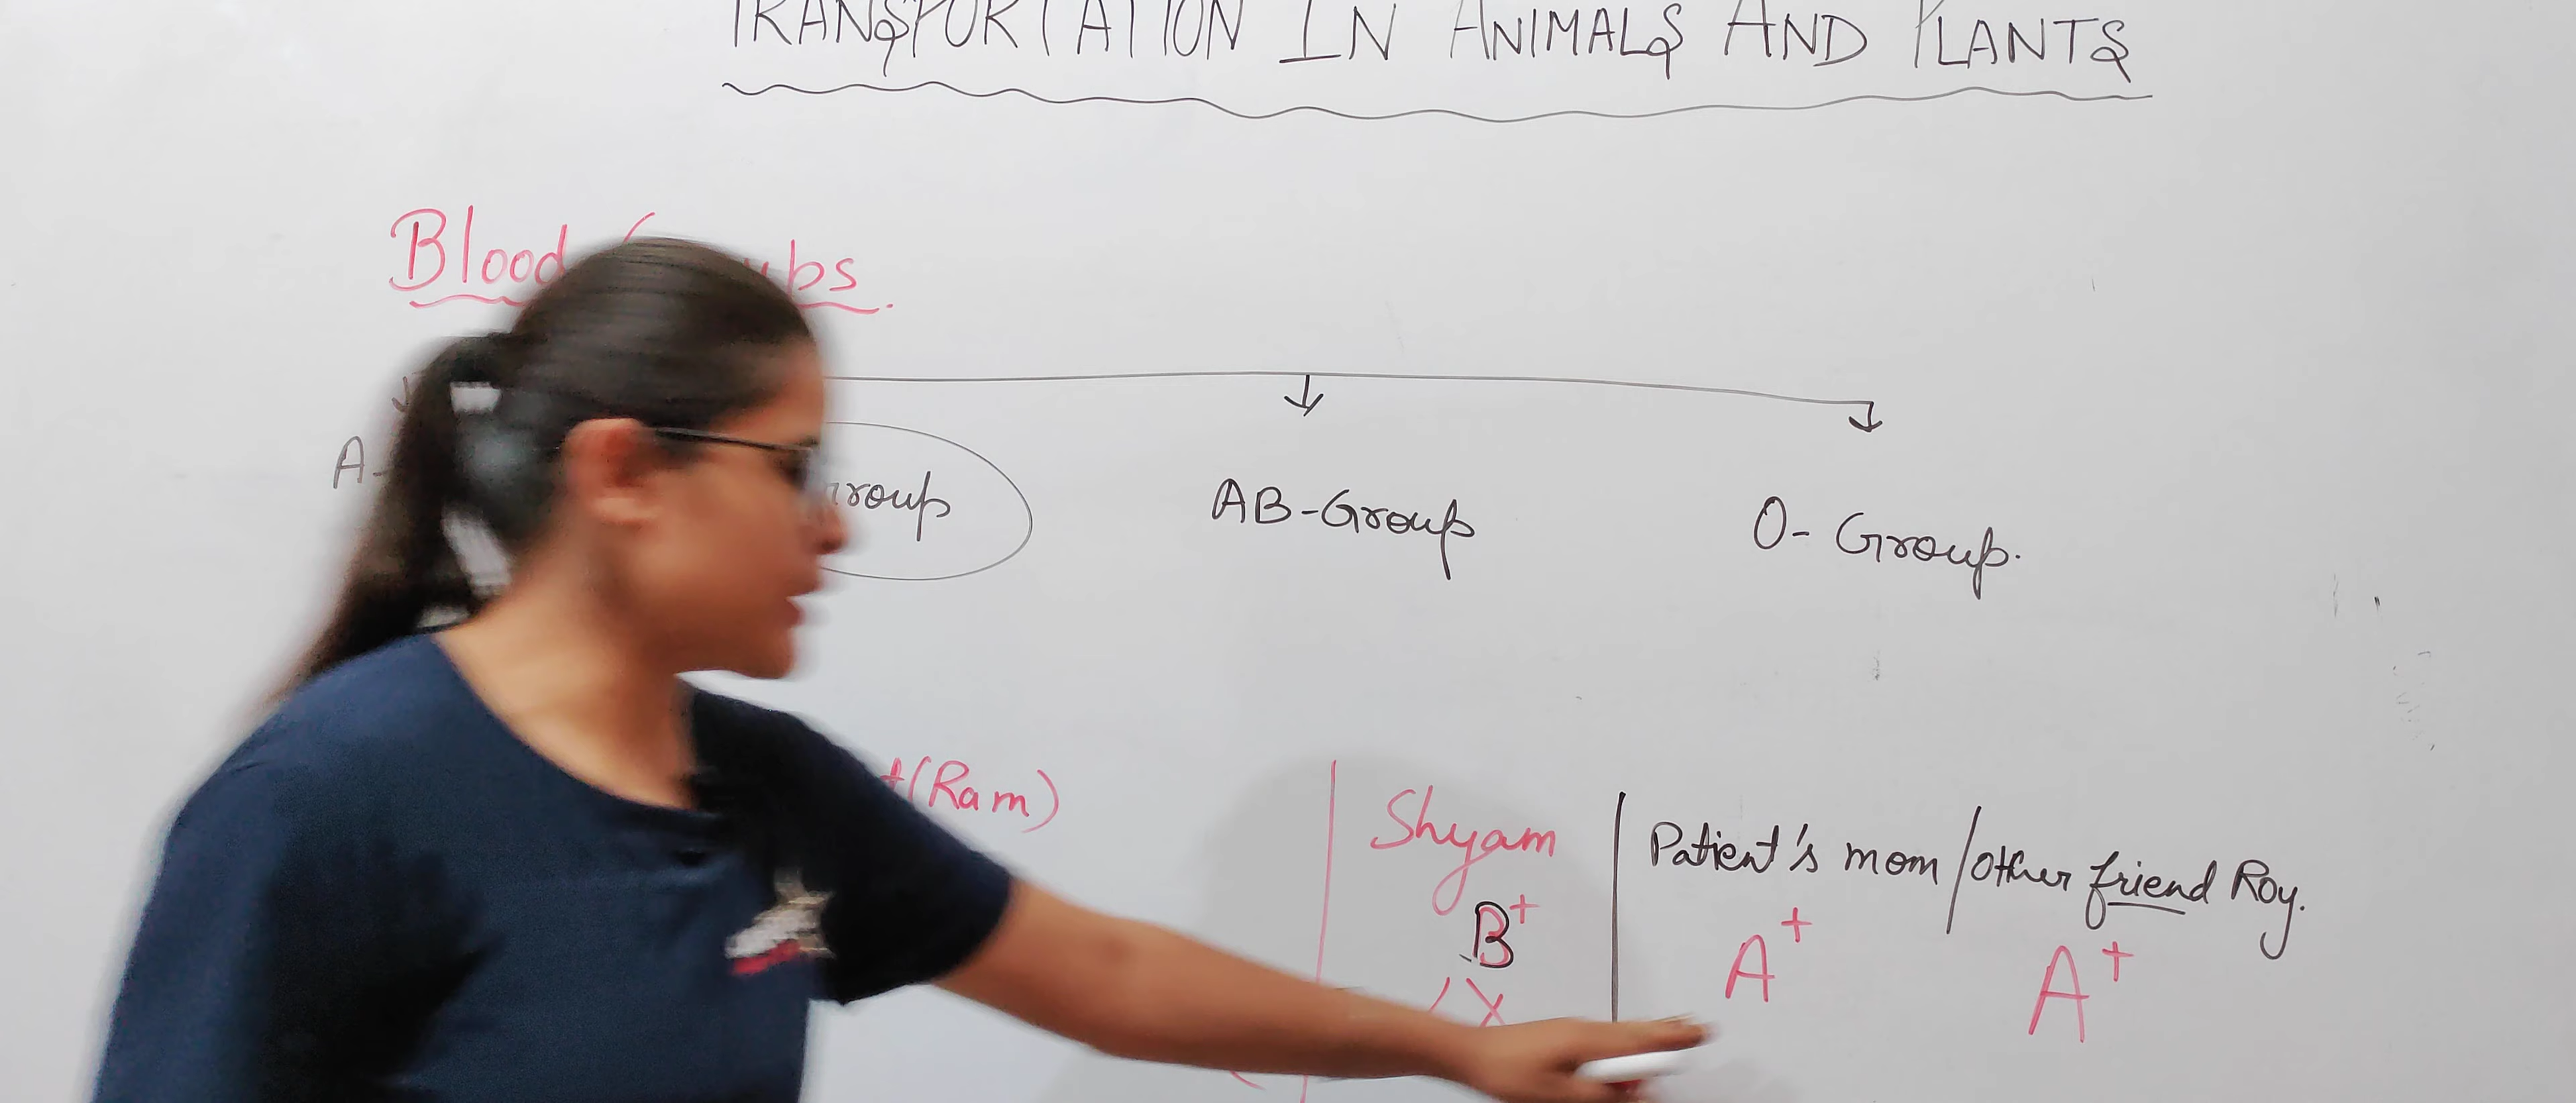 TRANSPORTATION IN ANIMALS AND PLANTS
Blood
A-
AB-Group
O- Group.
(Ram)
Shyam
Patient's mom / other friend Roy.
B+
A+
A+
X